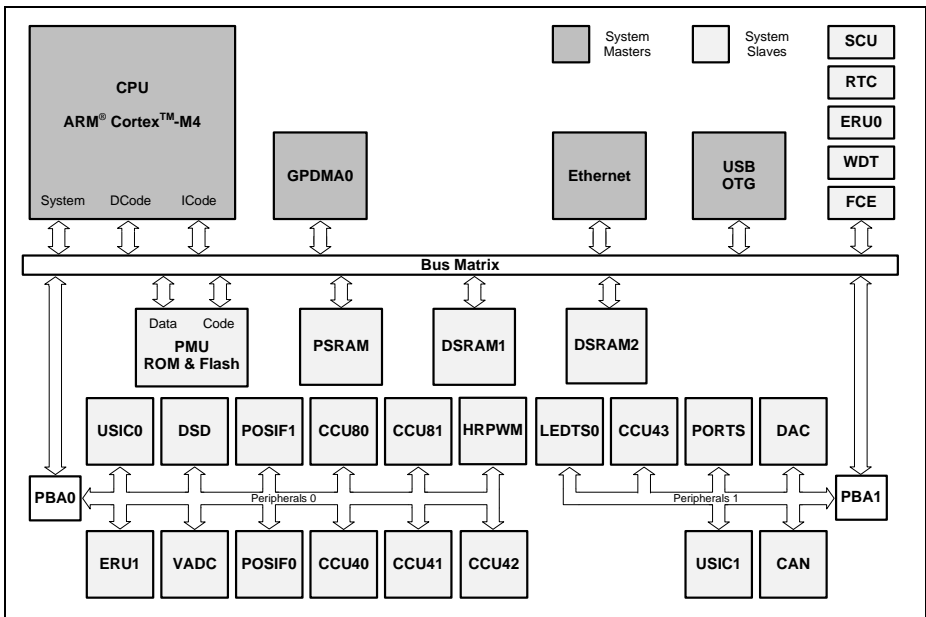 CPU
ARM® Cortex™-M4
System DCode ICode
GPDMA0
System
Masters
System
Slaves
Ethernet
USB
OTG
SCU
RTC
ERU0
WDT
FCE
Bus Matrix
Data Code
PMU
ROM & Flash
PSRAM
DSRAM1
DSRAM2
USIC0
DSD
POSIF1
CCU80
CCU81
HRPWM
LEDTS0
CCU43
PORTS
DAC
PBA0
Peripherals 0
Peripherals 1
PBA1
ERU1
VADC
POSIF0
CCU40
CCU41
CCU42
USIC1
CAN